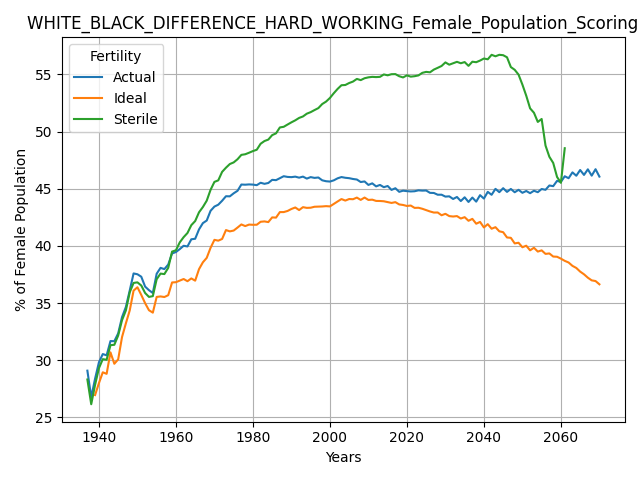 WHITE_BLACK_DIFFERENCE_HARD_WORKING_Female_Population_Scoring
Fertility
Actual
Ideal
Sterile
% of Female Population
55
50
45
40
35
30
25
1940 1960 1980 2000 2020 2040 2060
Years